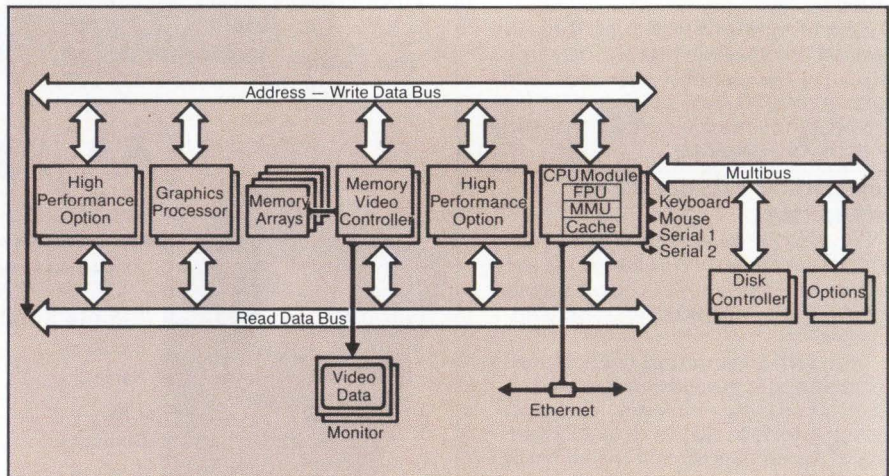 Address — Write Data Bus
High
Performance
Option
Graphics
Processor
Memory
Arrays
Memory
Video
Controller
High
Performance
Option
CPU Module
FPU
MMU
Cache
Multibus
Keyboard
Mouse
Serial 1
Serial 2
Disk
Controller
Options
Read Data Bus
Video
Data
Monitor
Ethernet